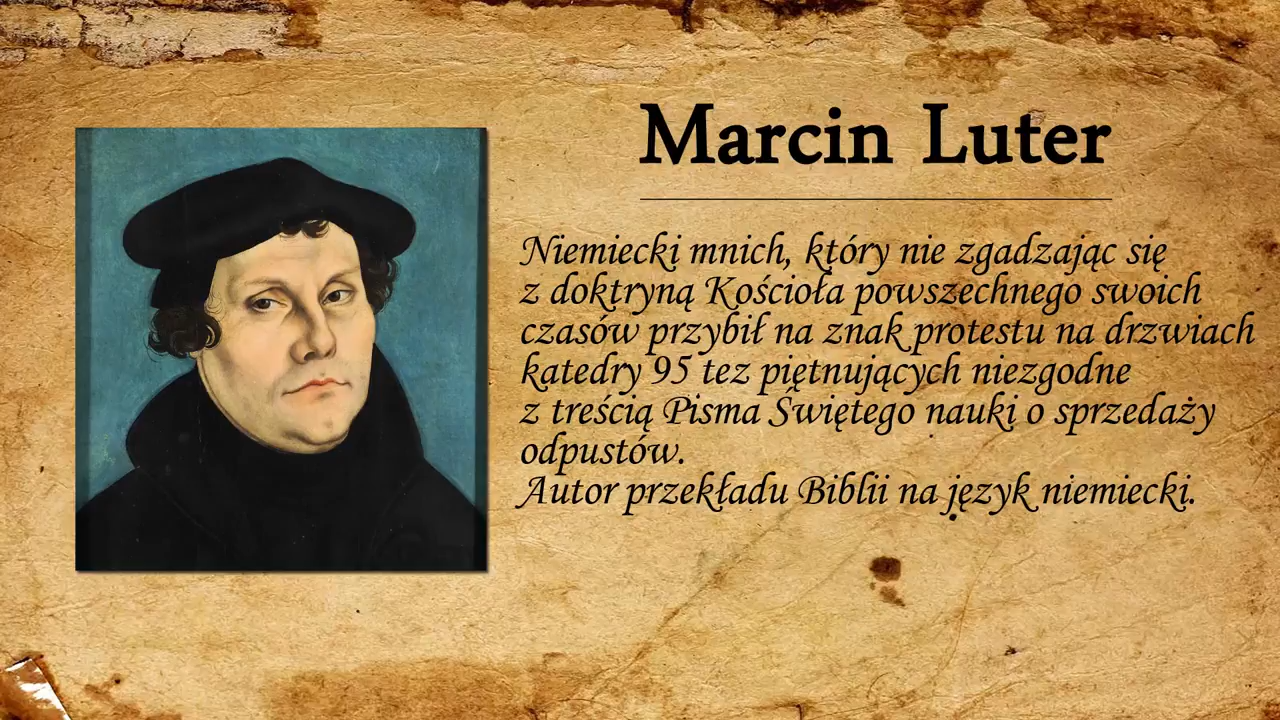 Marcin Luter
Niemiecki mnich, który nie zgadzając się
z doktryną Kościoła powszechnego swoich
czasów przybił na znak protestu na drzwiach
katedry 95 tez piętnujących niezgodne
z treścią Pisma Świętego nauki o sprzedaży
odpustów.
Autor przekładu Biblii na język niemiecki.